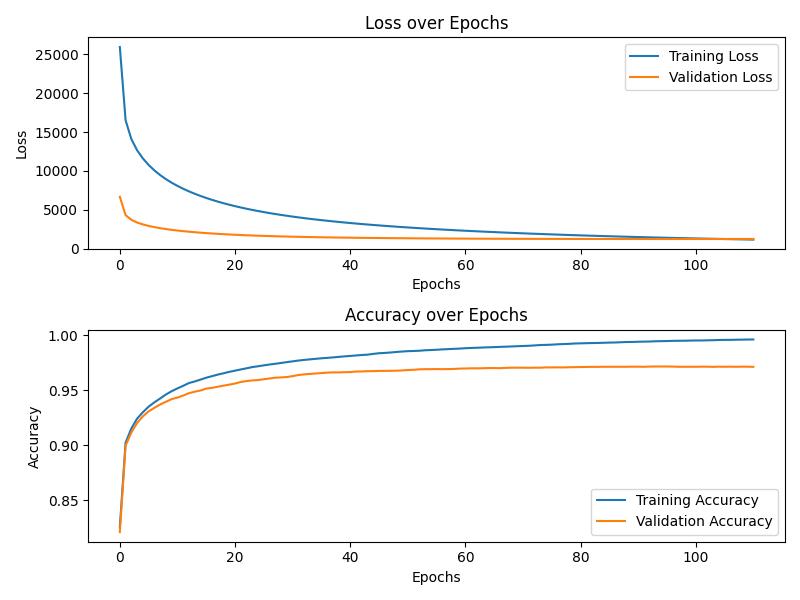 Loss over Epochs
25000
20000
15000
10000
5000
0
Loss
Training Loss
Validation Loss
0 20 40 60 80 100
Epochs
Accuracy over Epochs
1.00
0.95
0.90
0.85
Accuracy
Training Accuracy
Validation Accuracy
0 20 40 60 80 100
Epochs